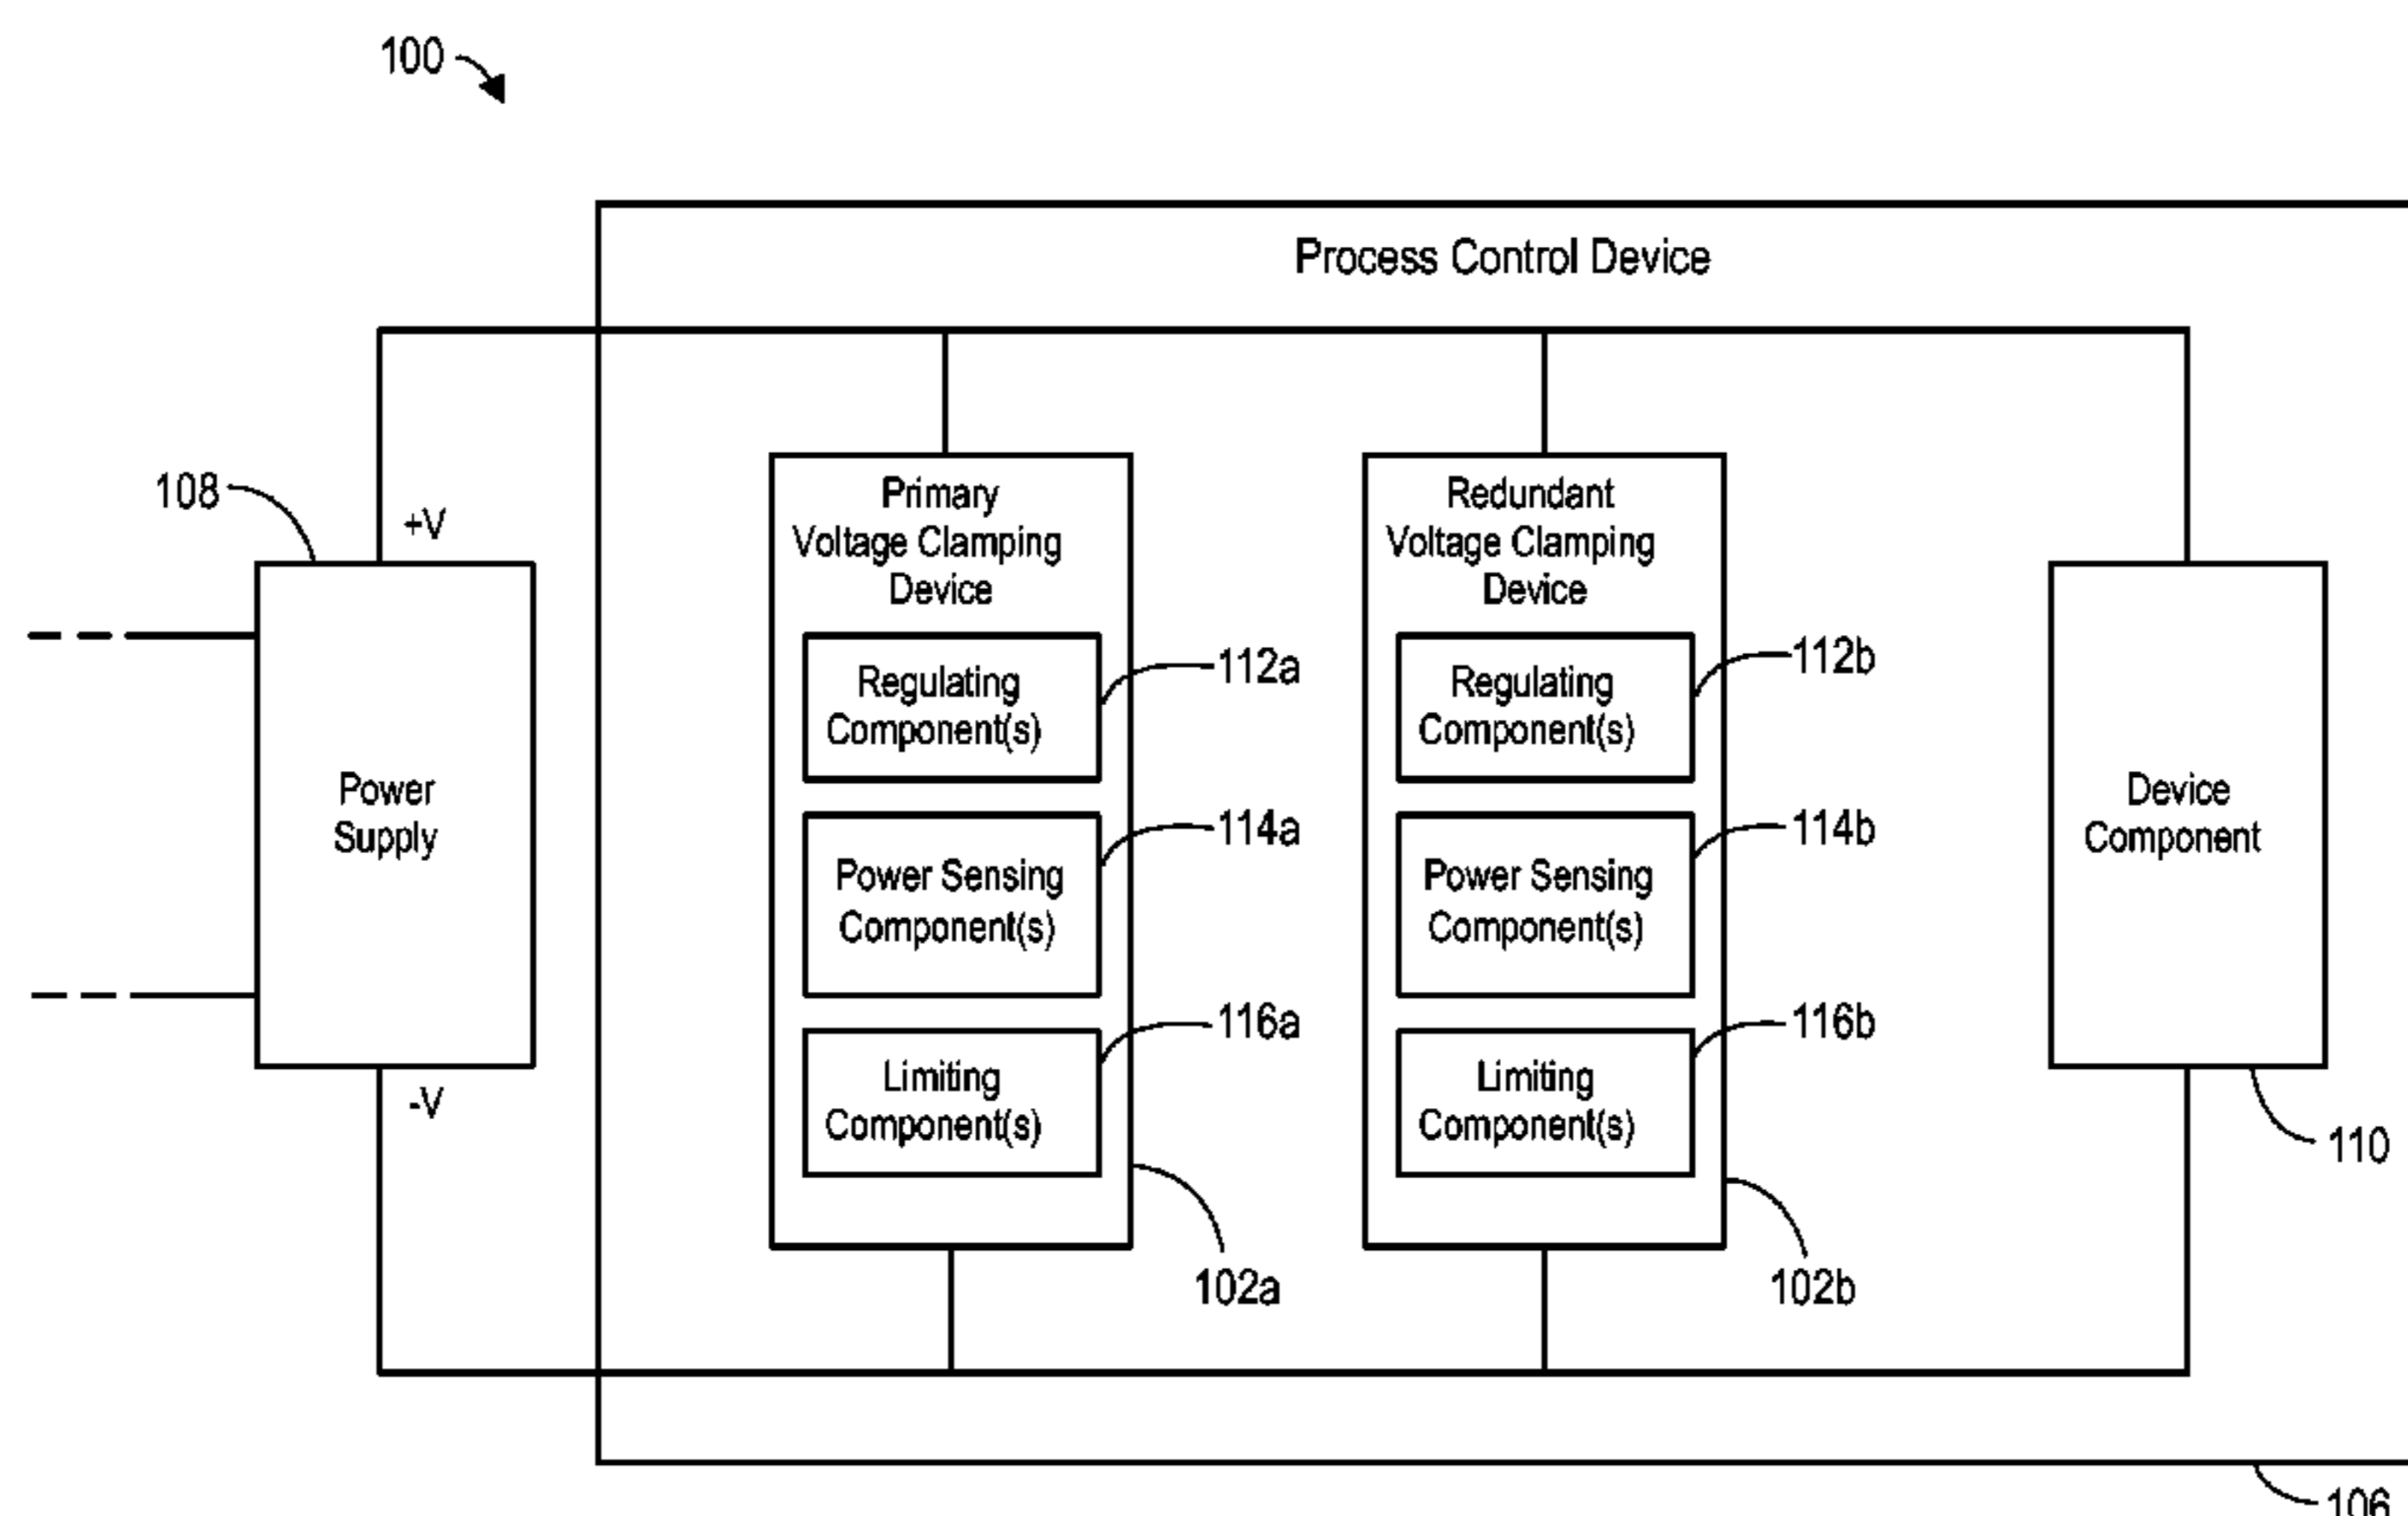 100
Process Control Device
108
+V
Power
Supply
-V
Primary
Voltage Clamping
Device
Regulating
Component(s)
112a
Power Sensing
Component(s)
114a
Limiting
Component(s)
116a
102a
Redundant
Voltage Clamping
Device
Regulating
Component(s)
112b
Power Sensing
Component(s)
114b
Limiting
Component(s)
116b
102b
Device
Component
110
106